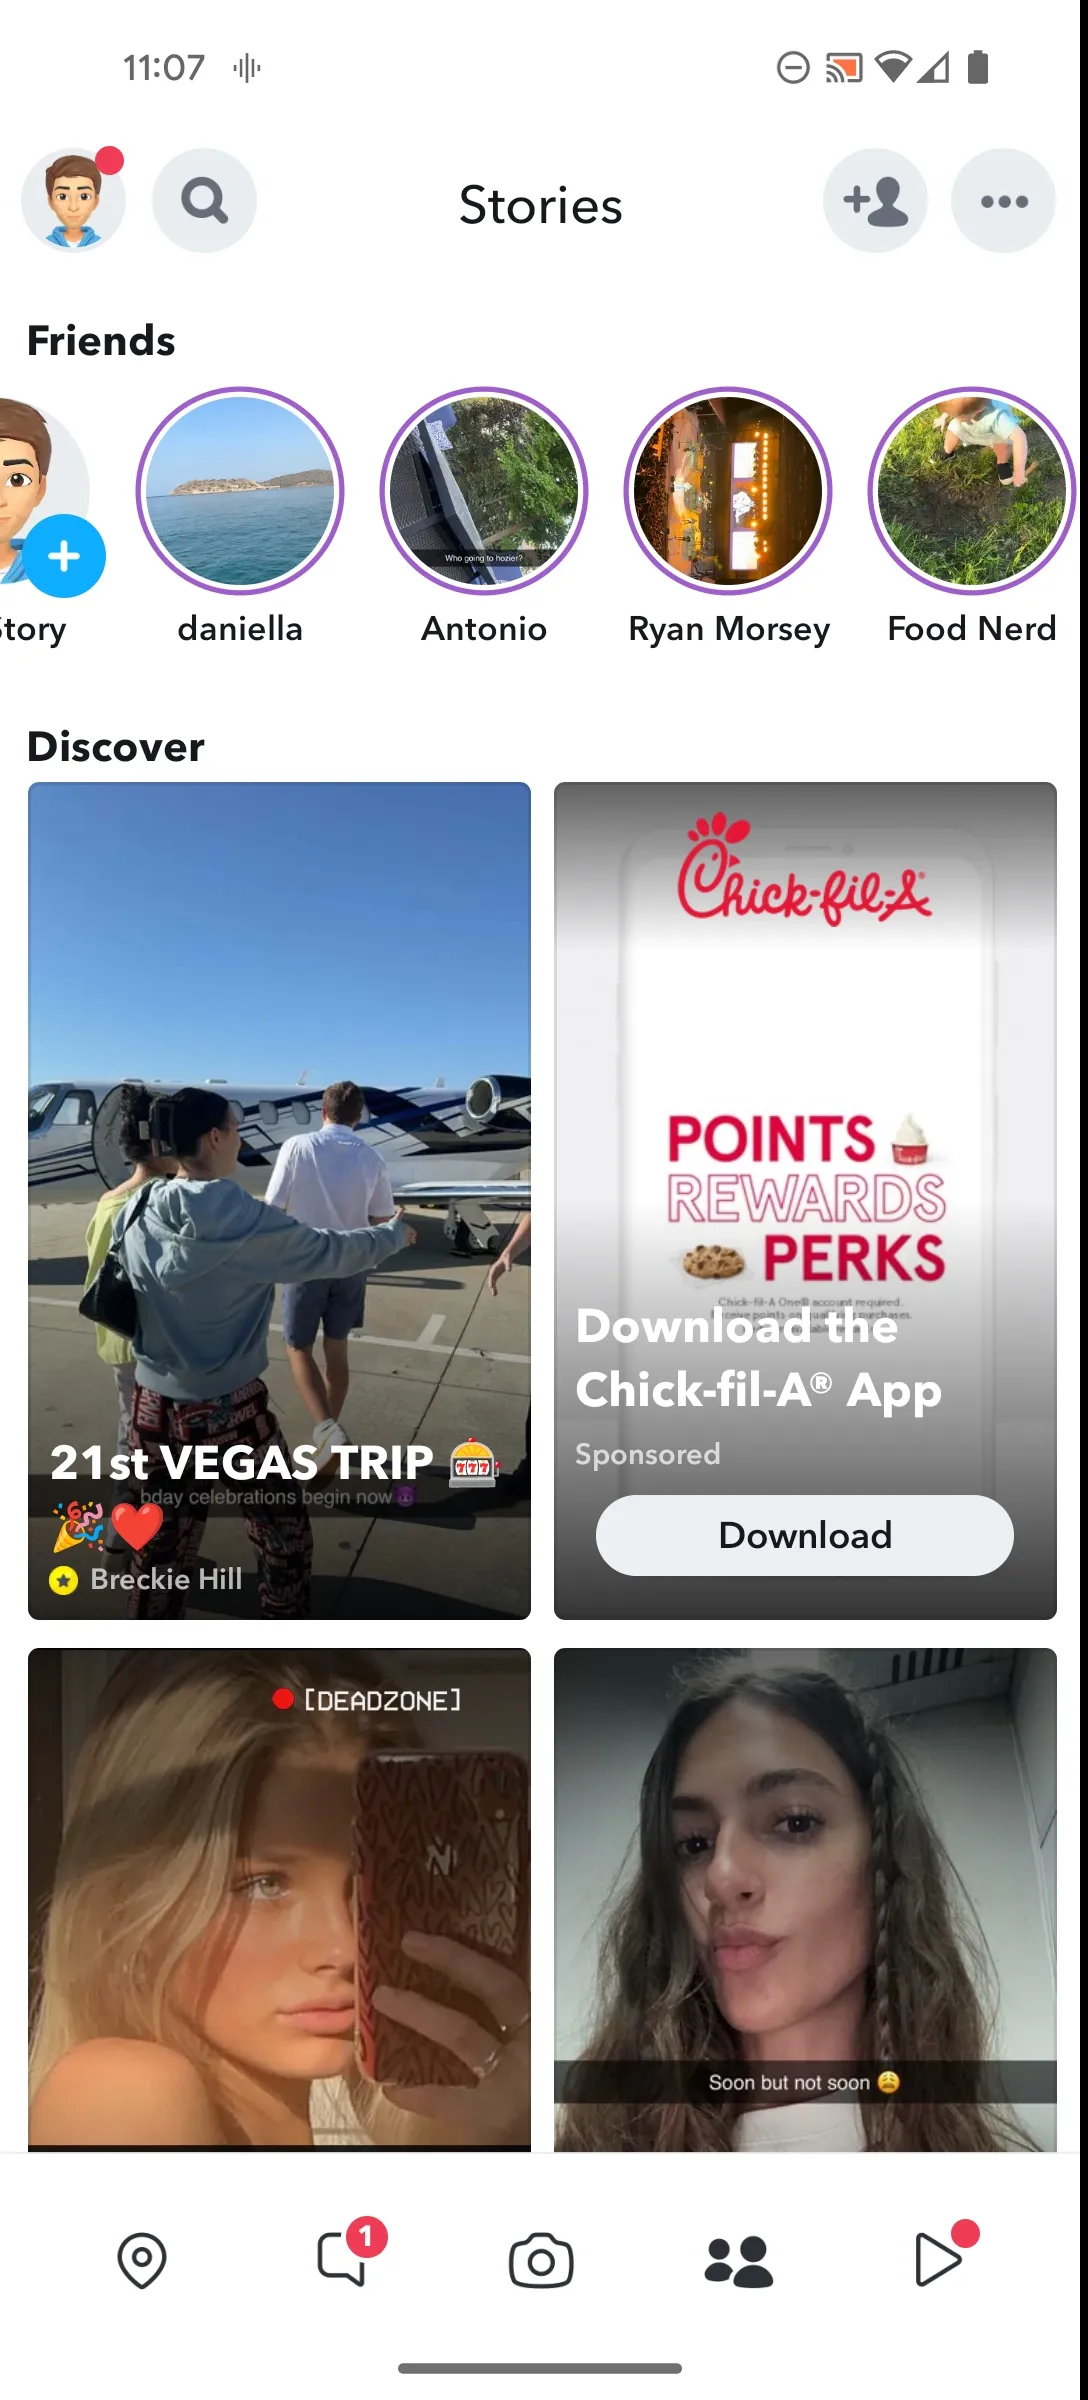 11:07
Stories
Friends
Story
daniella
Who going to hozier?
Antonio
Ryan Morsey
Food Nerd
Discover
21st VEGAS TRIP 🎰
bday celebrations begin now😈
🎉❤️
Breckie Hill
Chick-fil-A®
POINTS
REWARDS
PERKS
Chick-fil-A One® account required.
Download the
Chick-fil-A® App
Sponsored
Download
[DEADZONE]
Soon but not soon 😩
1